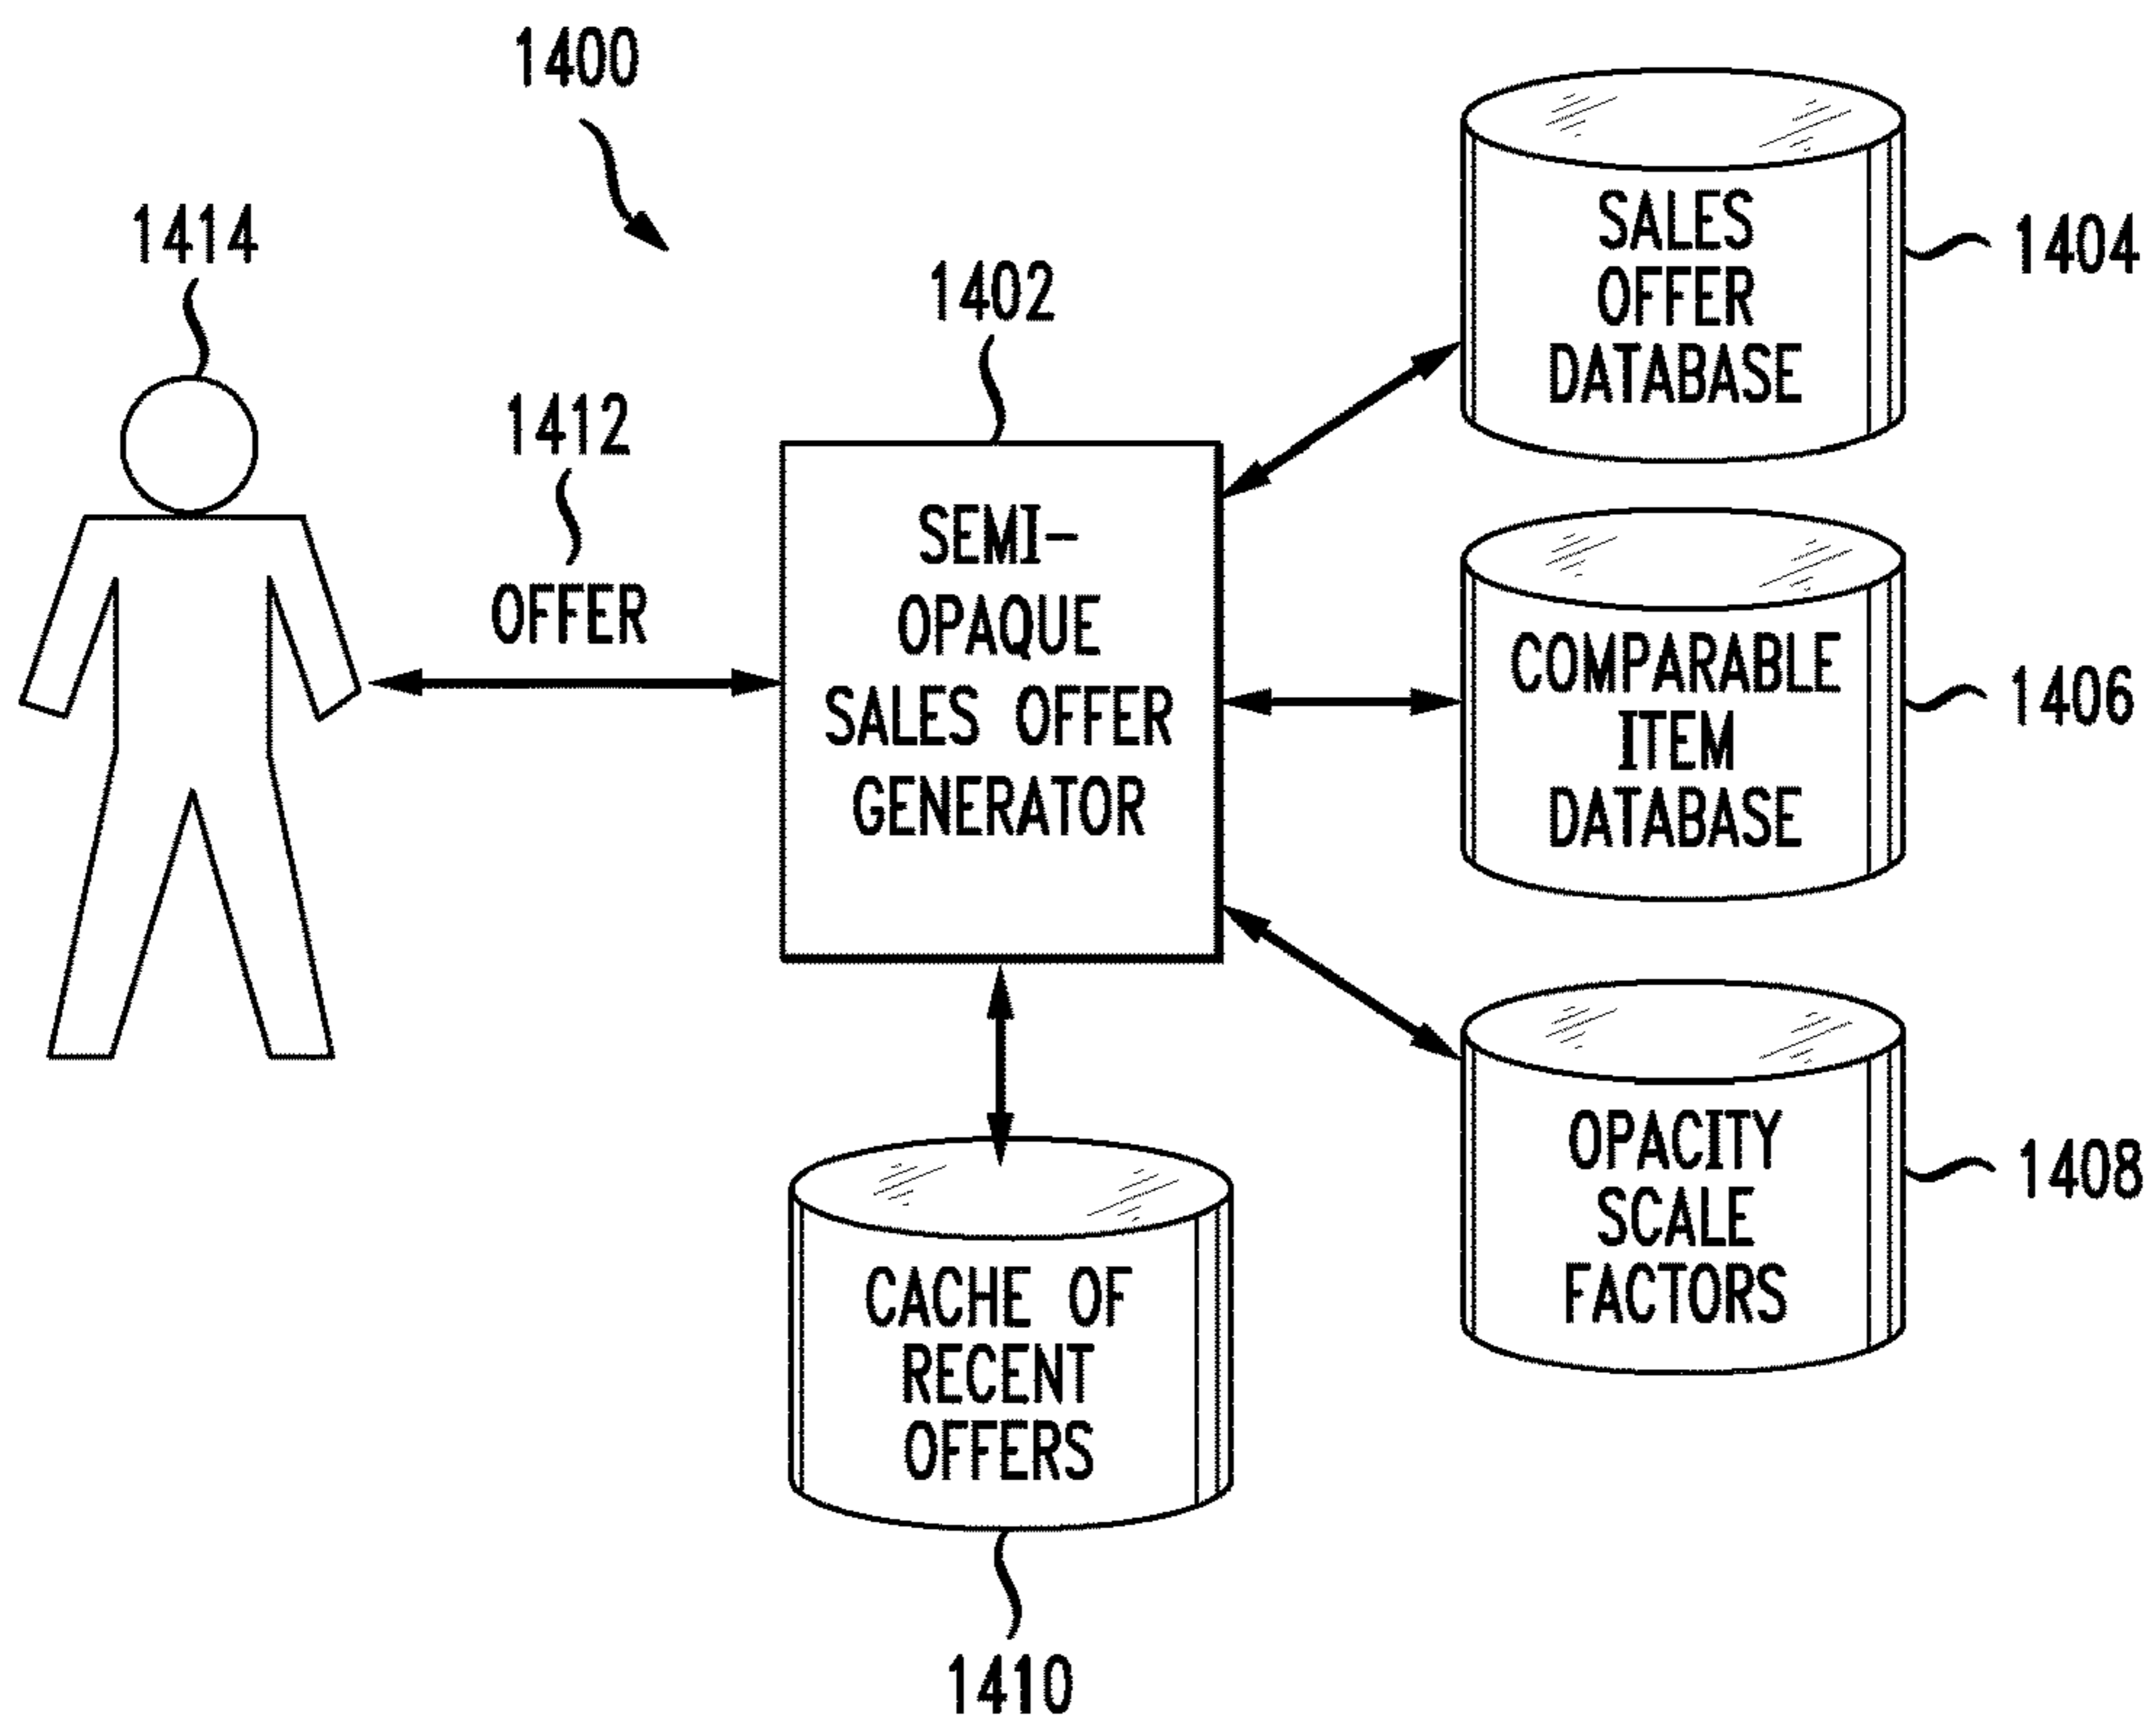 1400
1414
1402
1412
OFFER
SEMI-
OPAQUE
SALES OFFER
GENERATOR
SALES
OFFER
DATABASE
1404
COMPARABLE
ITEM
DATABASE
1406
OPACITY
SCALE
FACTORS
1408
CACHE OF
RECENT
OFFERS
1410